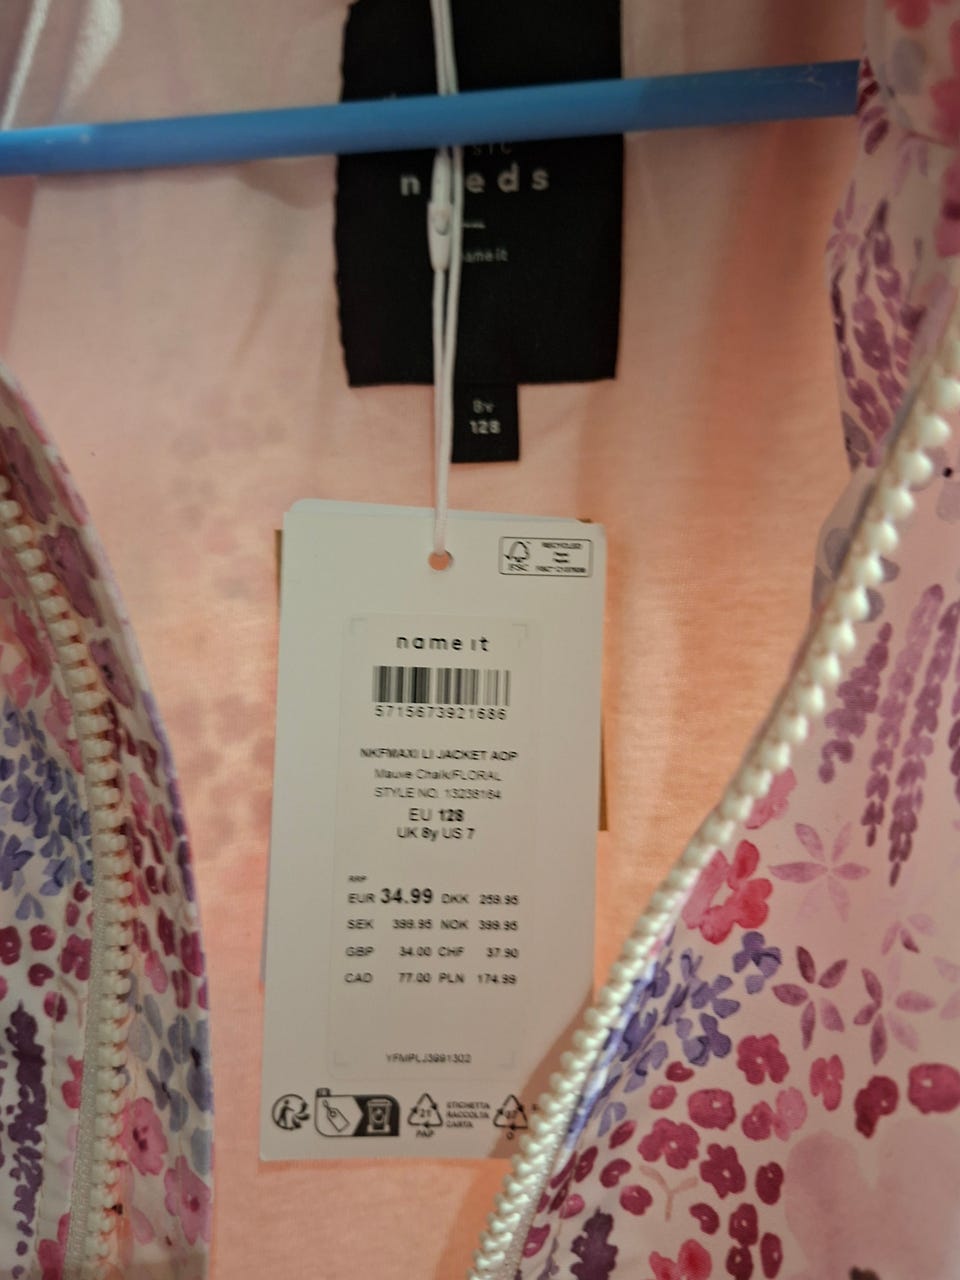 needs
name it
8y
128
FSC
RECYCLED
name it
5715673921686
NKFMAXI LI JACKET AOP
Mauve Chalk/FLORAL
STYLE NO. 13238164
EU 128
UK 8y US 7
RRP
EUR 34.99 DKK 259.95
SEK 399.95 NOK 399.95
GBP 34.00 CHF 37.90
CAD 77.00 PLN 174.99
YFMPLJ3991302
FR
21
PAP
ETICHETTA
RACCOLTA
CARTA